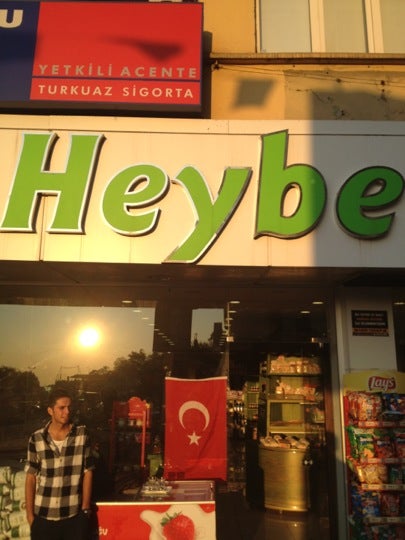 U
YETKİLİ ACENTE
TURKUAZ SİGORTA
Heybe
Lay's